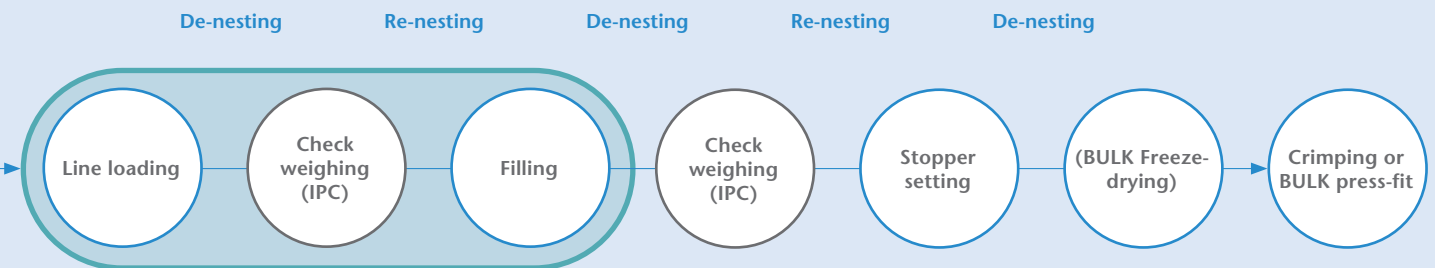 De-nesting Re-nesting De-nesting Re-nesting De-nesting
Line loading
Check
weighing
(IPC)
Filling
Check
weighing
(IPC)
Stopper
setting
(BULK Freeze-
drying)
Crimping or
BULK press-fit